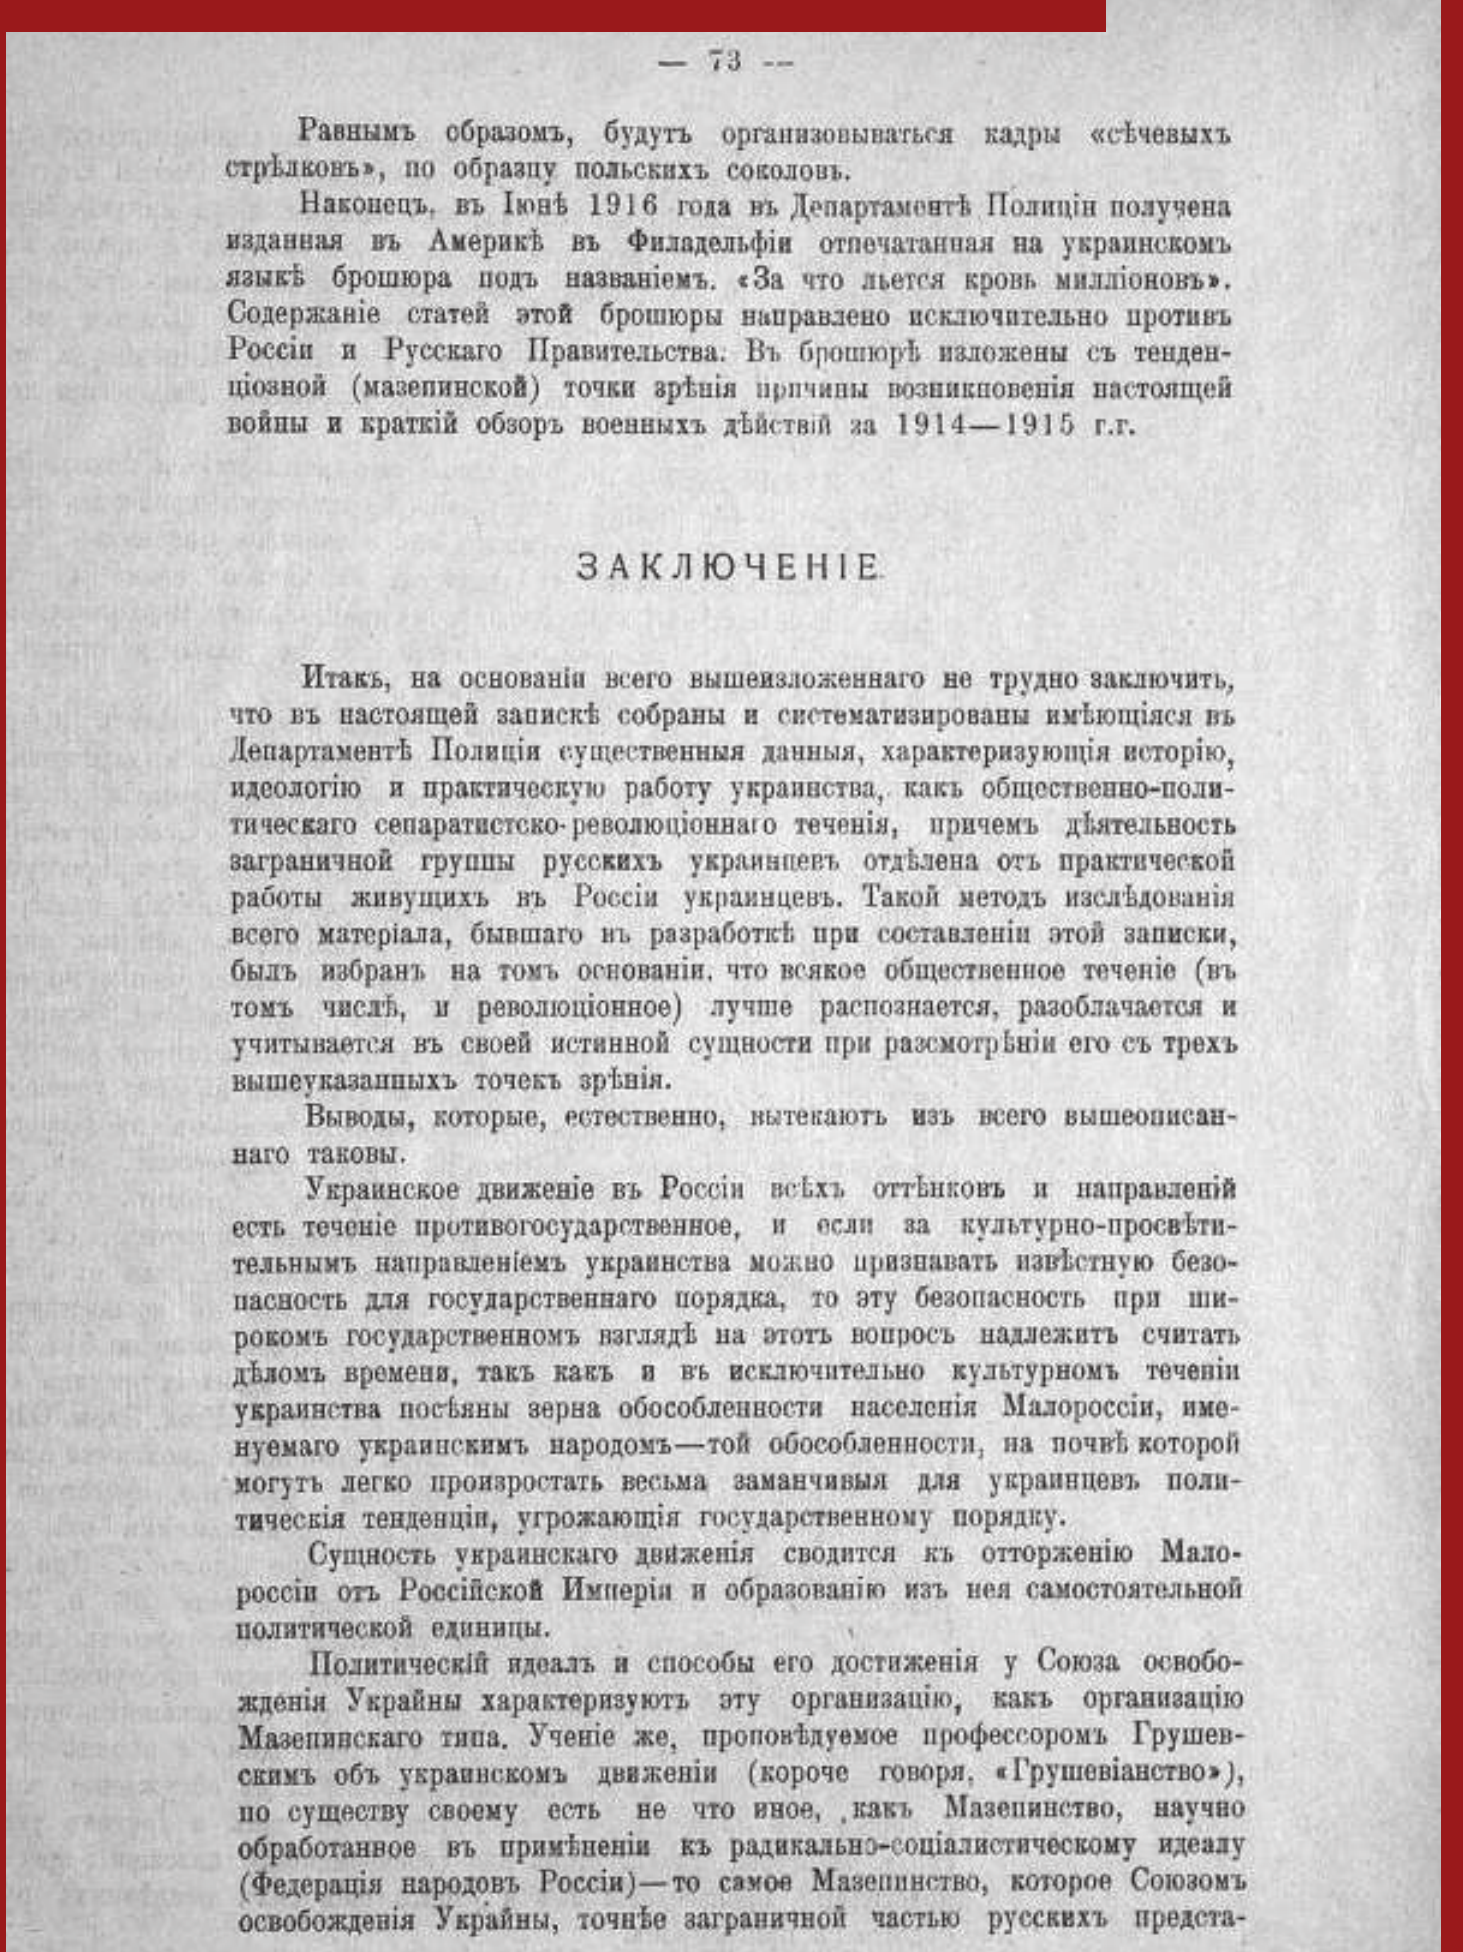 — 73 —
Равнымъ образомъ, будутъ организовываться кадры «сѣчевыхъ
стрѣлковъ», по образцу польскихъ соколовъ.
Наконецъ, въ Іюнѣ 1916 года въ Департаментѣ Полиціи получена
изданная въ Америкѣ въ Филадельфіи отпечатанная на украинскомъ
языкѣ брошюра подъ названіемъ. «За что льется кровь милліоновъ».
Содержаніе статей этой брошюры направлено исключительно противъ
Россіи и Русскаго Правительства. Въ брошюрѣ изложены съ тенден-
ціозной (мазепинской) точки зрѣнія причины возникновенія настоящей
войны и краткій обзоръ военныхъ дѣйствій за 1914—1915 г.г.
ЗАКЛЮЧЕНІЕ.
Итакъ, на основаніи всего вышеизложеннаго не трудно заключить,
что въ настоящей запискѣ собраны и систематизированы имѣющіяся въ
Департаментѣ Полиціи существенныя данныя, характеризующія исторію,
идеологію и практическую работу украинства, какъ общественно-поли-
тическаго сепаратистско-революціоннаго теченія, причемъ дѣятельность
заграничной группы русскихъ украинцевъ отдѣлена отъ практической
работы живущихъ въ Россіи украинцевъ. Такой методъ изслѣдованія
всего матеріала, бывшаго въ разработкѣ при составленіи этой записки,
былъ избранъ на томъ основаніи, что всякое общественное теченіе (въ
томъ числѣ, и революціонное) лучше распознается, разоблачается и
учитывается въ своей истинной сущности при разсмотрѣніи его съ трехъ
вышеуказанныхъ точекъ зрѣнія.
Выводы, которые, естественно, вытекаютъ изъ всего вышеописан-
наго таковы.
Украинское движеніе въ Россіи всѣхъ оттѣнковъ и направленій
есть теченіе противогосударственное, и если за культурно-просвѣти-
тельнымъ направленіемъ украинства можно признавать извѣстную безо-
пасность для государственнаго порядка, то эту безопасность при ши-
рокомъ государственномъ взглядѣ на этотъ вопросъ надлежитъ считать
дѣломъ времени, такъ какъ и въ исключительно культурномъ теченіи
украинства посѣяны зерна обособленности населенія Малороссіи, име-
нуемаго украинскимъ народомъ—той обособленности, на почвѣ которой
могутъ легко произростать весьма заманчивыя для украинцевъ поли-
тическія тенденціи, угрожающія государственному порядку.
Сущность украинскаго движенія сводится къ отторженію Мало-
россіи отъ Россійской Имперія и образованію изъ нея самостоятельной
политической единицы.
Политическій идеалъ и способы его достиженія у Союза освобо-
жденія Украйны характеризуютъ эту организацію, какъ организацію
Мазепинскаго типа. Ученіе же, проповѣдуемое профессоромъ Грушев-
скимъ объ украинскомъ движеніи (короче говоря, «Грушевіанство»),
по существу своему есть не что иное, какъ Мазепинство, научно
обработанное въ примѣненіи къ радикально-соціалистическому идеалу
(Федерація народовъ Россіи)—то самое Мазепинство, которое Союзомъ
освобожденія Украйны, точнѣе заграничной частью русскихъ предста-